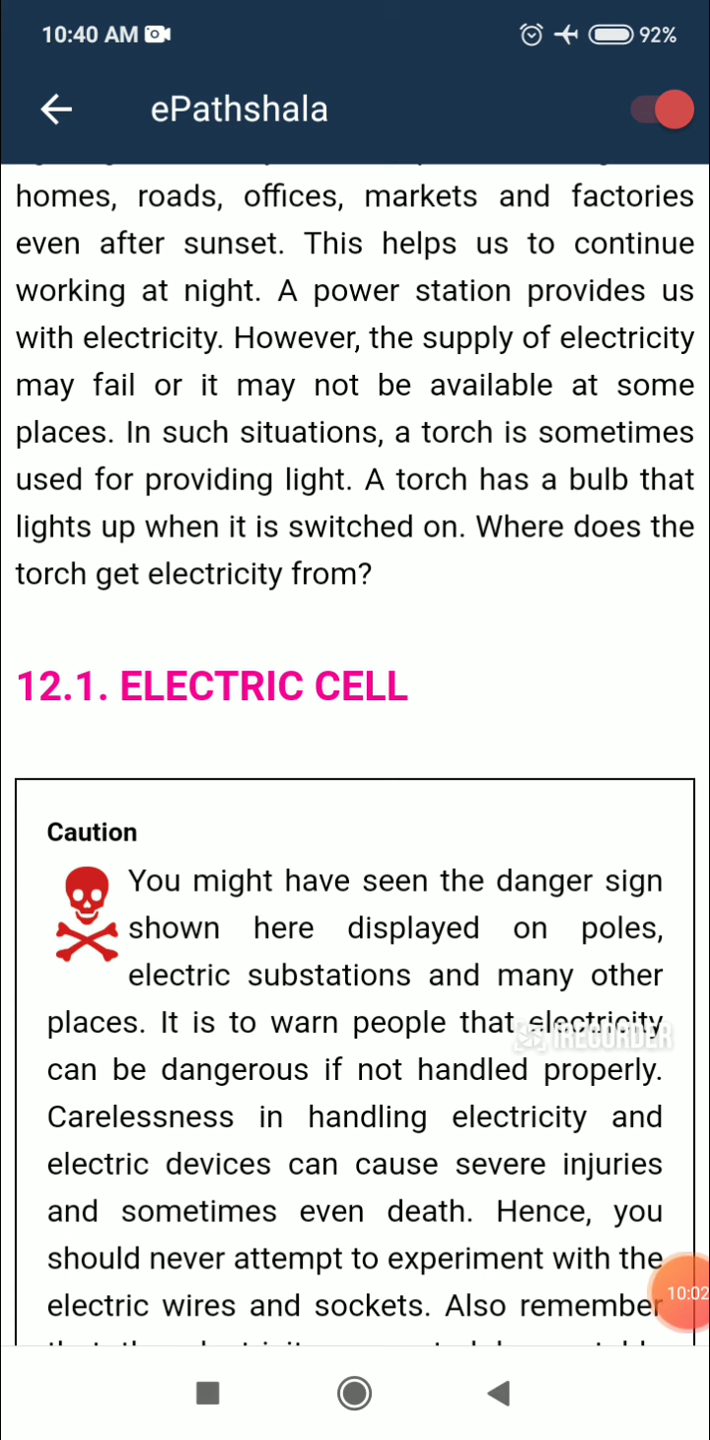 10:40 AM
92%
ePathshala
homes, roads, offices, markets and factories
even after sunset. This helps us to continue
working at night. A power station provides us
with electricity. However, the supply of electricity
may fail or it may not be available at some
places. In such situations, a torch is sometimes
used for providing light. A torch has a bulb that
lights up when it is switched on. Where does the
torch get electricity from?
12.1. ELECTRIC CELL
Caution
You might have seen the danger sign
shown here displayed on poles,
electric substations and many other
places. It is to warn people that electricity
iRECORDER
can be dangerous if not handled properly.
Carelessness in handling electricity and
electric devices can cause severe injuries
and sometimes even death. Hence, you
should never attempt to experiment with the
10:02
electric wires and sockets. Also remember